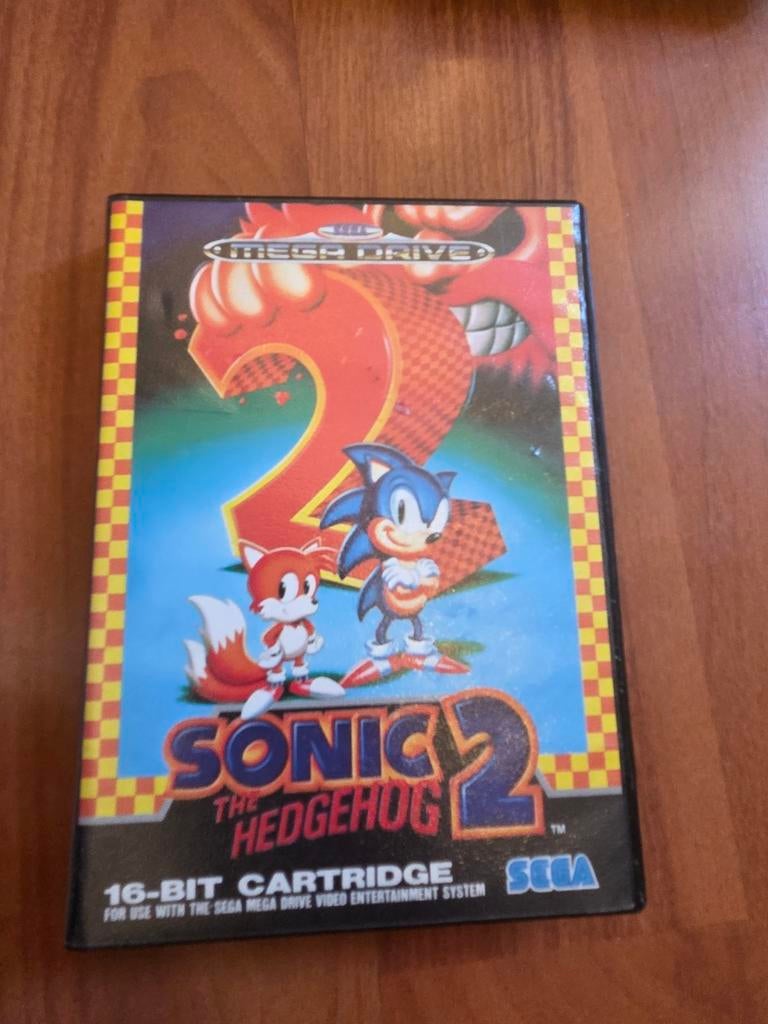 SEGA
MEGA DRIVE
2
SONIC 2
THE
HEDGEHOG
TM
16-BIT CARTRIDGE
FOR USE WITH THE SEGA MEGA DRIVE VIDEO ENTERTAINMENT SYSTEM
SEGA